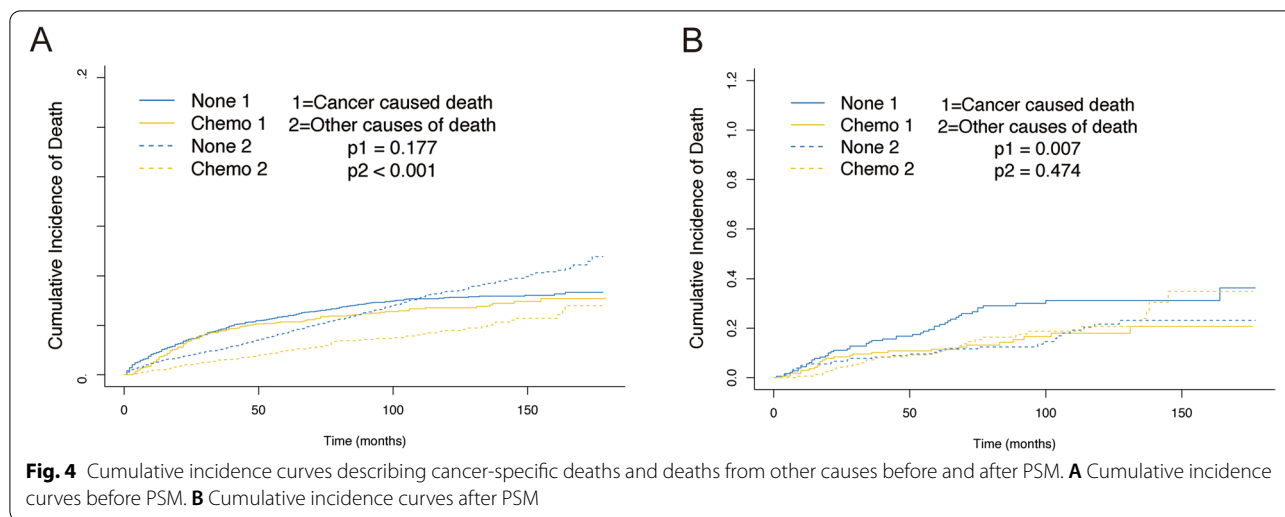 A
Cumulative Incidence of Death
.2
0.
None 1
Chemo 1
None 2
Chemo 2
1=Cancer caused death
2=Other causes of death
p1 = 0.177
p2 < 0.001
0 50 100 150
Time (months)
B
Cumulative Incidence of Death
1.2
1.0
0.8
0.6
0.4
0.2
0.0
None 1
Chemo 1
None 2
Chemo 2
1=Cancer caused death
2=Other causes of death
p1 = 0.007
p2 = 0.474
0 50 100 150
Time (months)
Fig. 4 Cumulative incidence curves describing cancer-specific deaths and deaths from other causes before and after PSM. A Cumulative incidence
curves before PSM. B Cumulative incidence curves after PSM